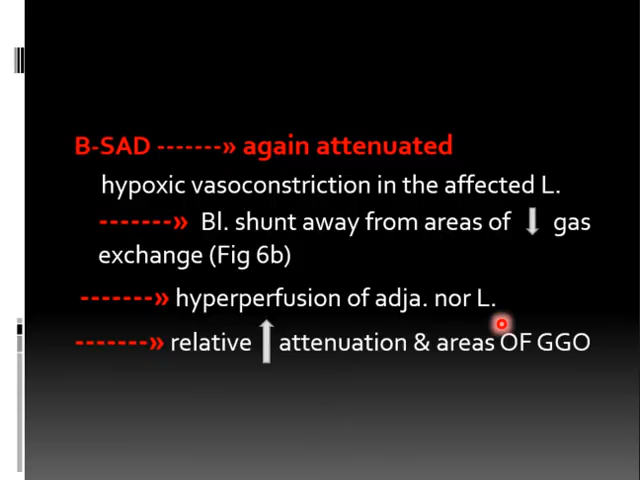 B-SAD -------» again attenuated
hypoxic vasoconstriction in the affected L.
-------» Bl. shunt away from areas of ↓ gas
exchange (Fig 6b)
-------» hyperperfusion of adja. nor L.
-------» relative ↑ attenuation & areas OF GGO